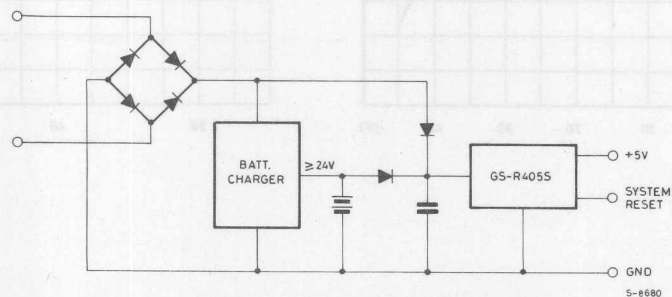 BATT.
CHARGER
≥24V
GS-R405S
+5V
SYSTEM
RESET
GND
S-8680